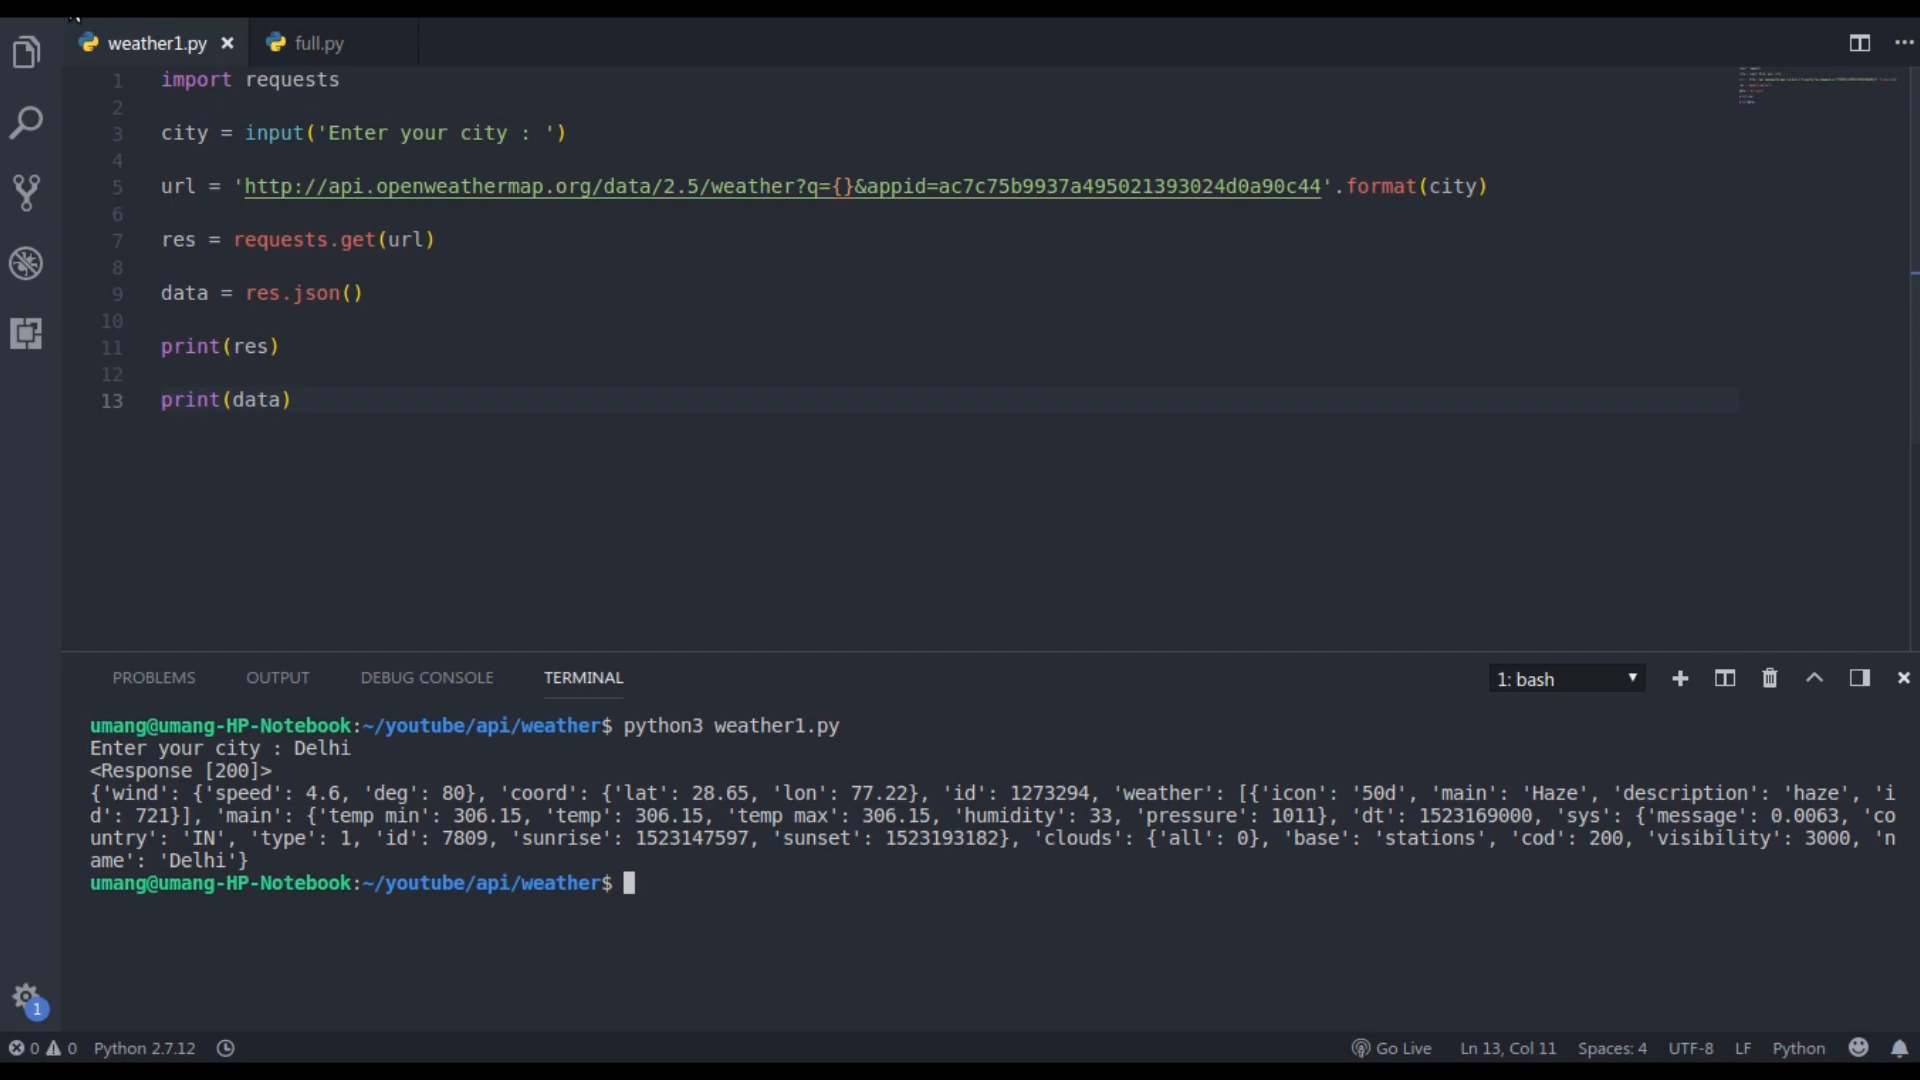 weather1.py
full.py
1 import requests
2
3 city = input('Enter your city : ')
4
5 url = 'http://api.openweathermap.org/data/2.5/weather?q={}&appid=ac7c75b9937a495021393024d0a90c44'.format(city)
6
7 res = requests.get(url)
8
9 data = res.json()
10
11 print(res)
12
13 print(data)
PROBLEMS OUTPUT DEBUG CONSOLE TERMINAL 1: bash
umang@umang-HP-Notebook:~/youtube/api/weather$ python3 weather1.py
Enter your city : Delhi
<Response [200]>
{'wind': {'speed': 4.6, 'deg': 80}, 'coord': {'lat': 28.65, 'lon': 77.22}, 'id': 1273294, 'weather': [{'icon': '50d', 'main': 'Haze', 'description': 'haze', 'i
d': 721}], 'main': {'temp_min': 306.15, 'temp': 306.15, 'temp_max': 306.15, 'humidity': 33, 'pressure': 1011}, 'dt': 1523169000, 'sys': {'message': 0.0063, 'co
untry': 'IN', 'type': 1, 'id': 7809, 'sunrise': 1523147597, 'sunset': 1523193182}, 'clouds': {'all': 0}, 'base': 'stations', 'cod': 200, 'visibility': 3000, 'n
ame': 'Delhi'}
umang@umang-HP-Notebook:~/youtube/api/weather$
1
0 0 Python 2.7.12 Go Live Ln 13, Col 11 Spaces: 4 UTF-8 LF Python